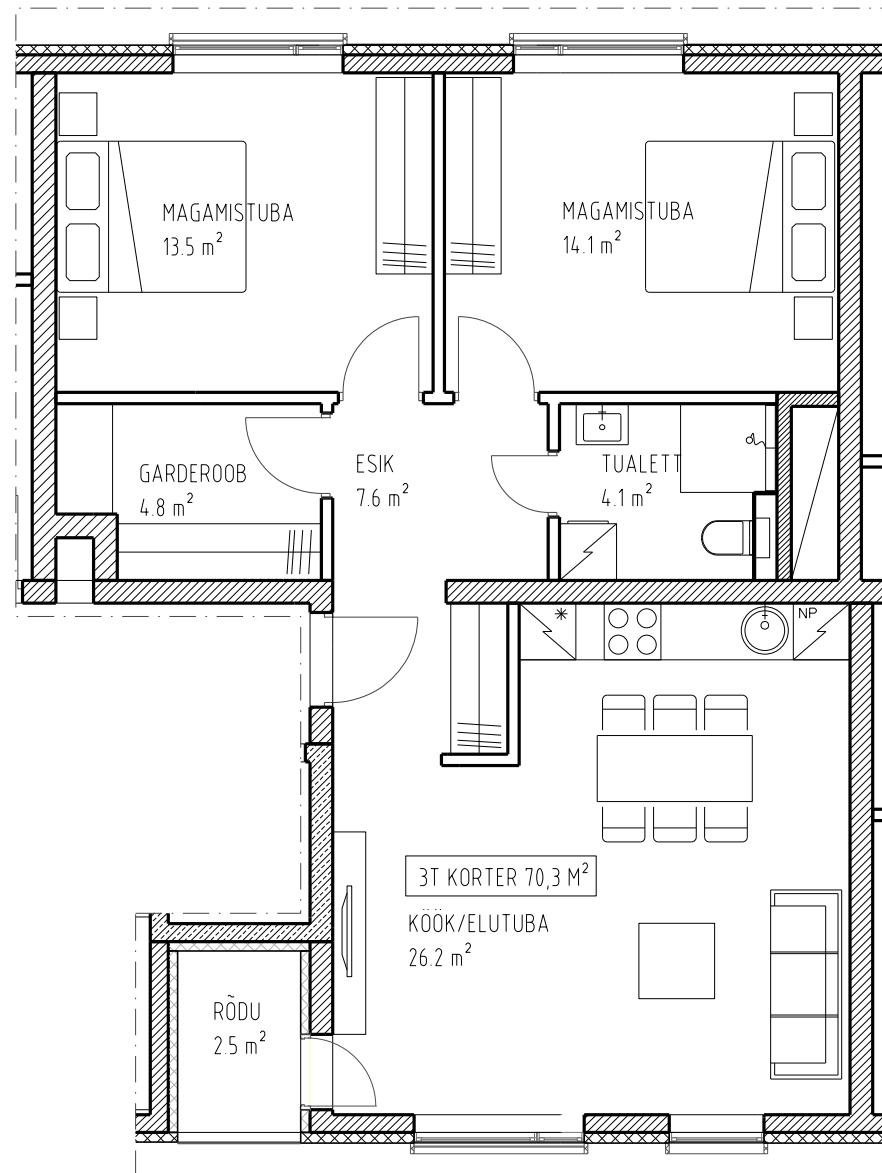 MAGAMISTUBA
13.5 m²
MAGAMISTUBA
14.1 m²
GARDEROOB
4.8 m²
ESIK
7.6 m²
TUALETT
4.1 m²
NP
3T KORTER 70,3 M²
KÖÖK/ELUTUBA
26.2 m²
RÕDU
2.5 m²